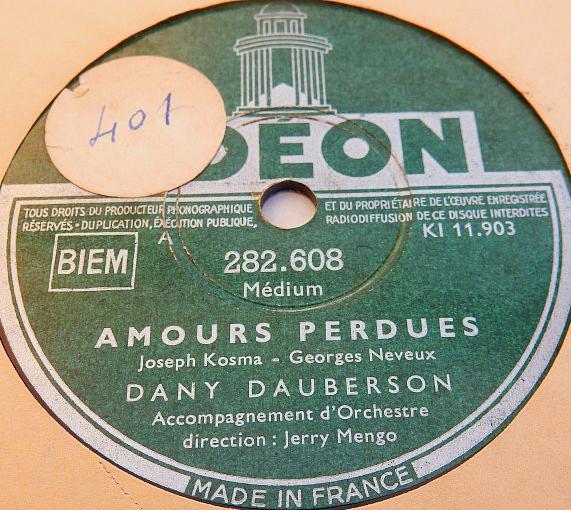 401
ODEON
TOUS DROITS DU PRODUCTEUR PHONOGRAPHIQUE ET DU PROPRIÉTAIRE DE L'ŒUVRE ENREGISTRÉE
RÉSERVÉS - DUPLICATION, EXÉCUTION PUBLIQUE, RADIODIFFUSION DE CE DISQUE INTERDITES
A
KI 11.903
BIEM
282.608
Médium
AMOURS PERDUES
Joseph Kosma - Georges Neveux
DANY DAUBERSON
Accompagnement d'Orchestre
direction : Jerry Mengo
MADE IN FRANCE